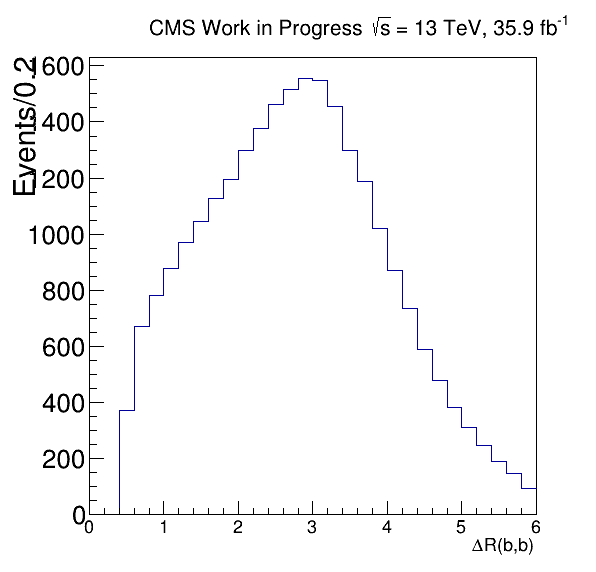 CMS Work in Progress √s = 13 TeV, 35.9 fb⁻¹
Events/0.2
1600
1400
1200
1000
800
600
400
200
0
0 1 2 3 4 5 6
ΔR(b,b)